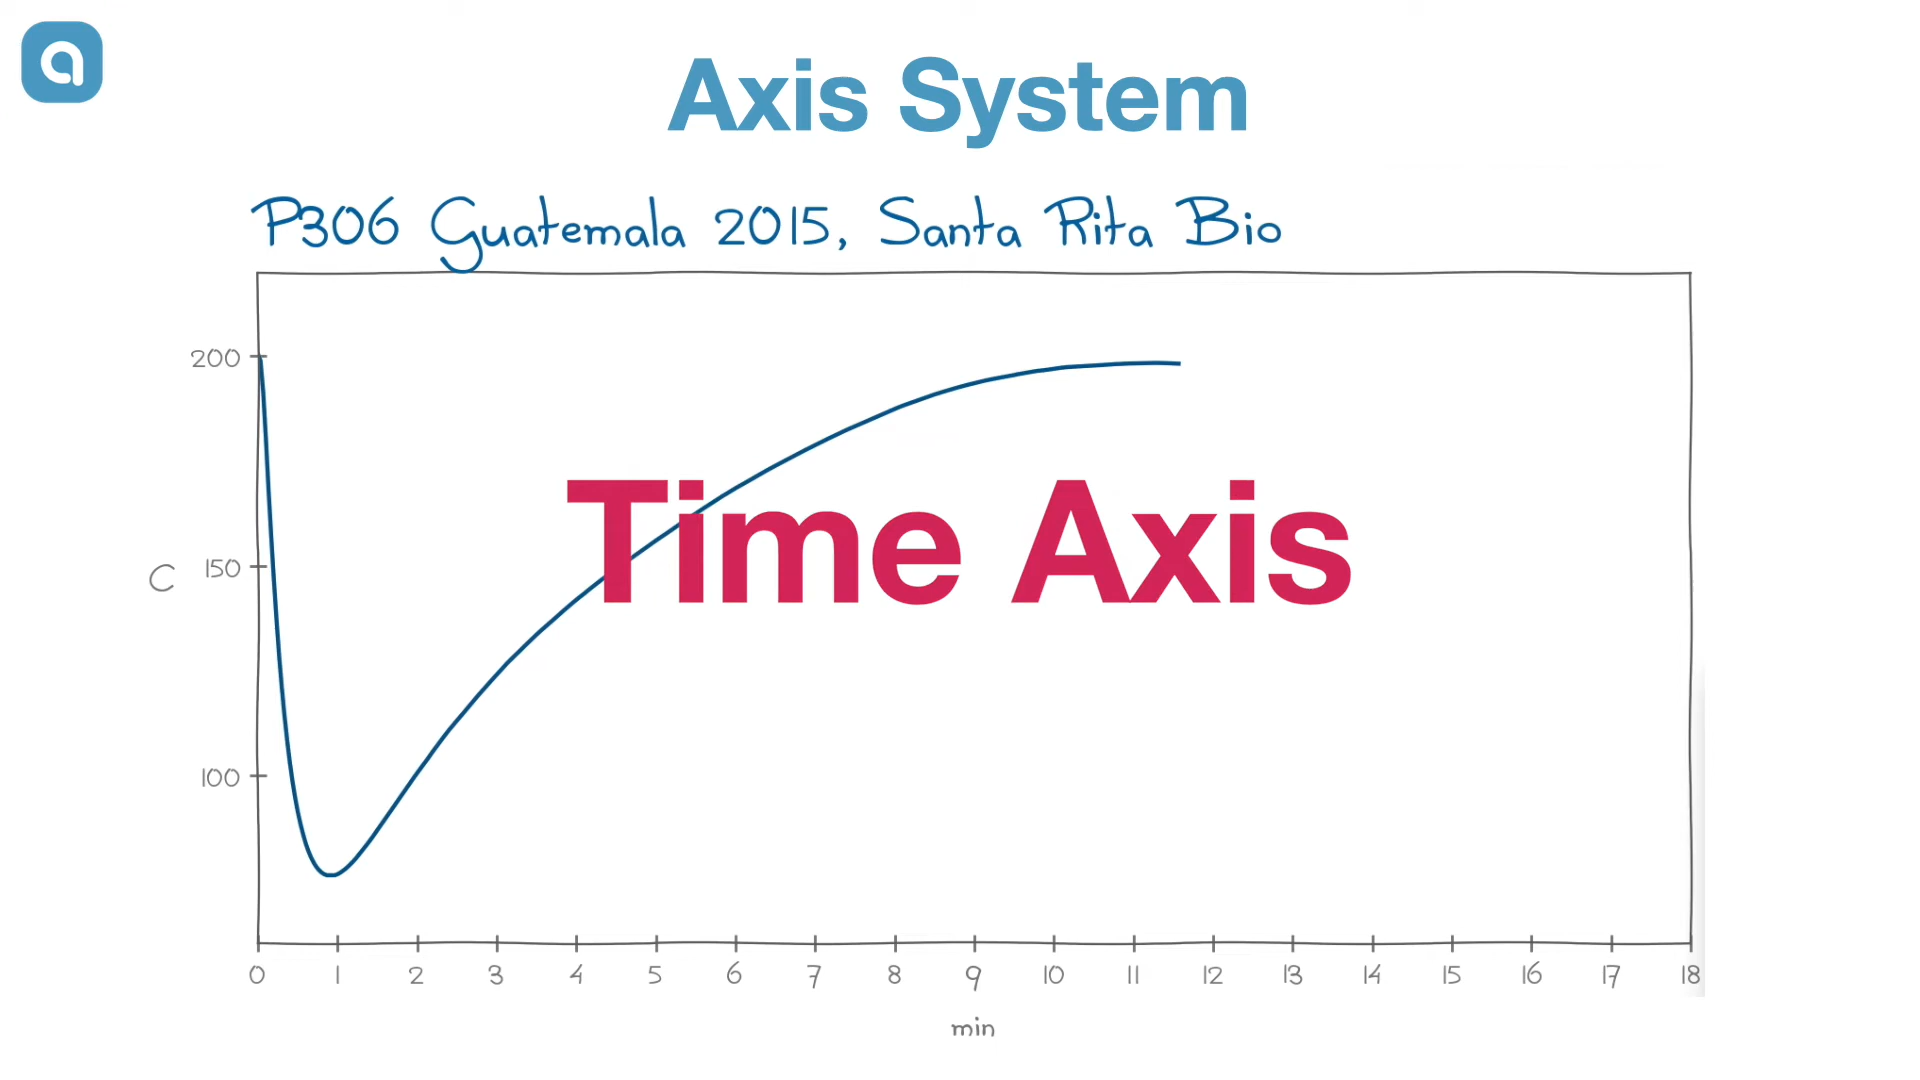 a
Axis System
P306 Guatemala 2015, Santa Rita Bio
200
C 150
Time Axis
100
0 1 2 3 4 5 6 7 8 9 10 11 12 13 14 15 16 17 18
min